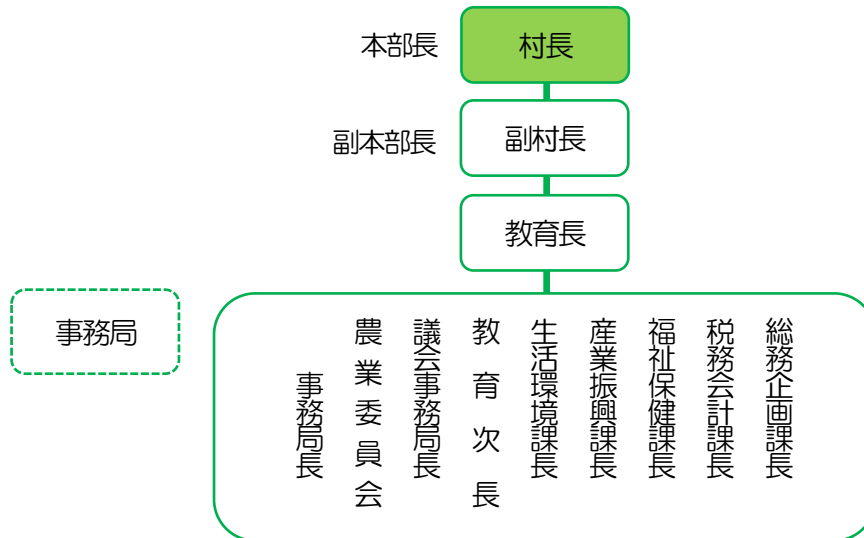 本部長
村長
副本部長
副村長
教育長
事務局
総務企画課長
税務会計課長
福祉保健課長
産業振興課長
生活環境課長
教育次長
議会事務局長
農業委員会
事務局長